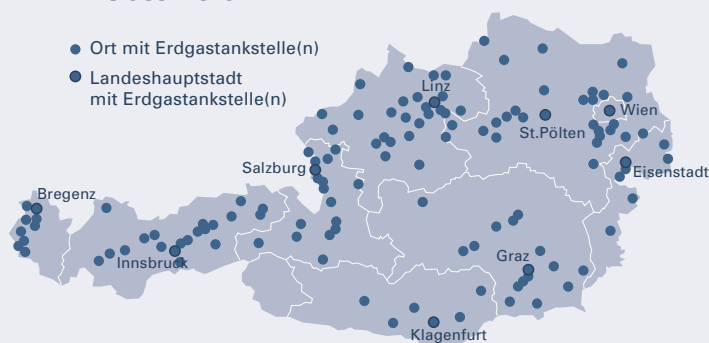 Ort mit Erdgastankstelle(n)
Landeshauptstadt
mit Erdgastankstelle(n)
Linz
Wien
St.Pölten
Salzburg
Eisenstadt
Bregenz
Innsbruck
Graz
Klagenfurt